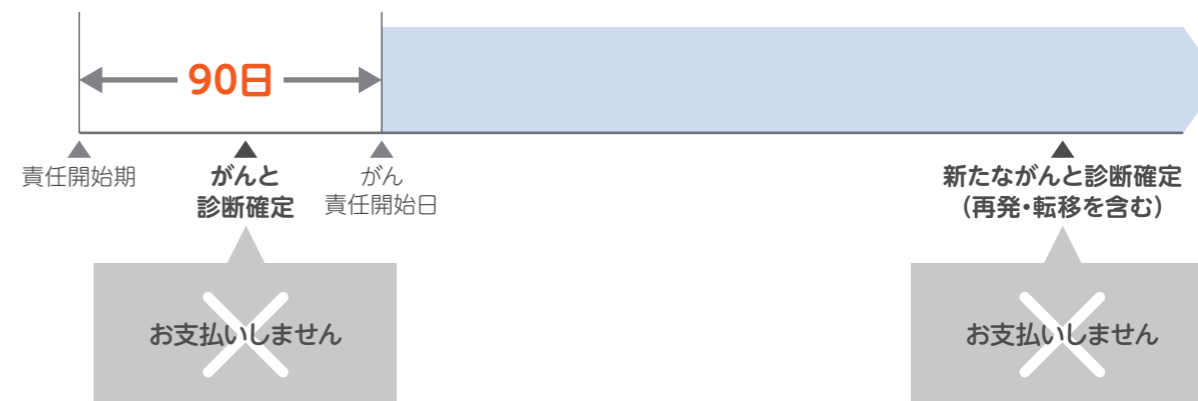 90日
責任開始期
がんと
診断確定
がん
責任開始日
新たながんと診断確定
(再発・転移を含む)
お支払いしません
お支払いしません